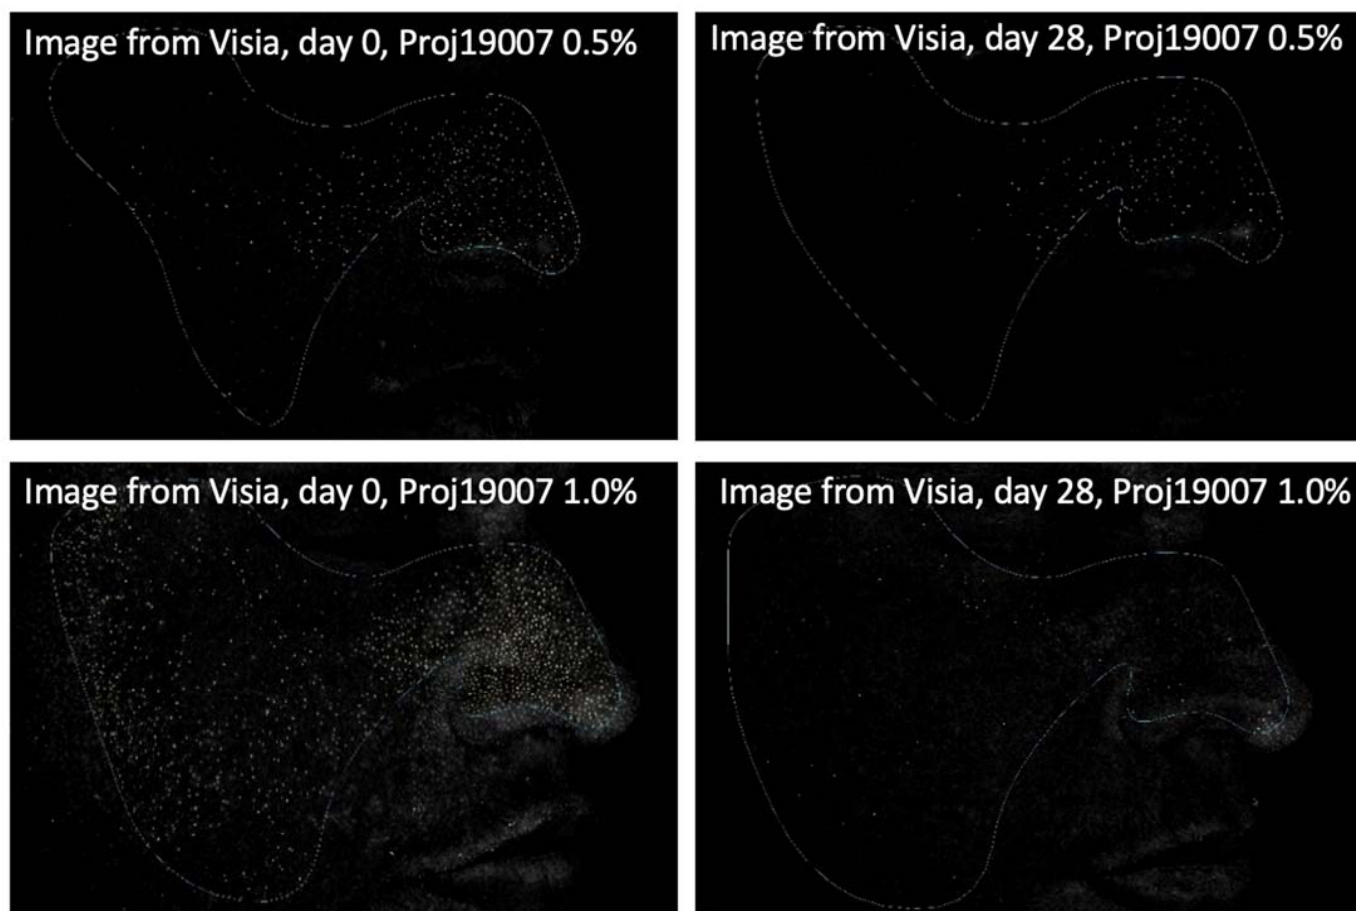 Image from Visia, day 0, Proj19007 0.5%
Image from Visia, day 28, Proj19007 0.5%
Image from Visia, day 0, Proj19007 1.0%
Image from Visia, day 28, Proj19007 1.0%